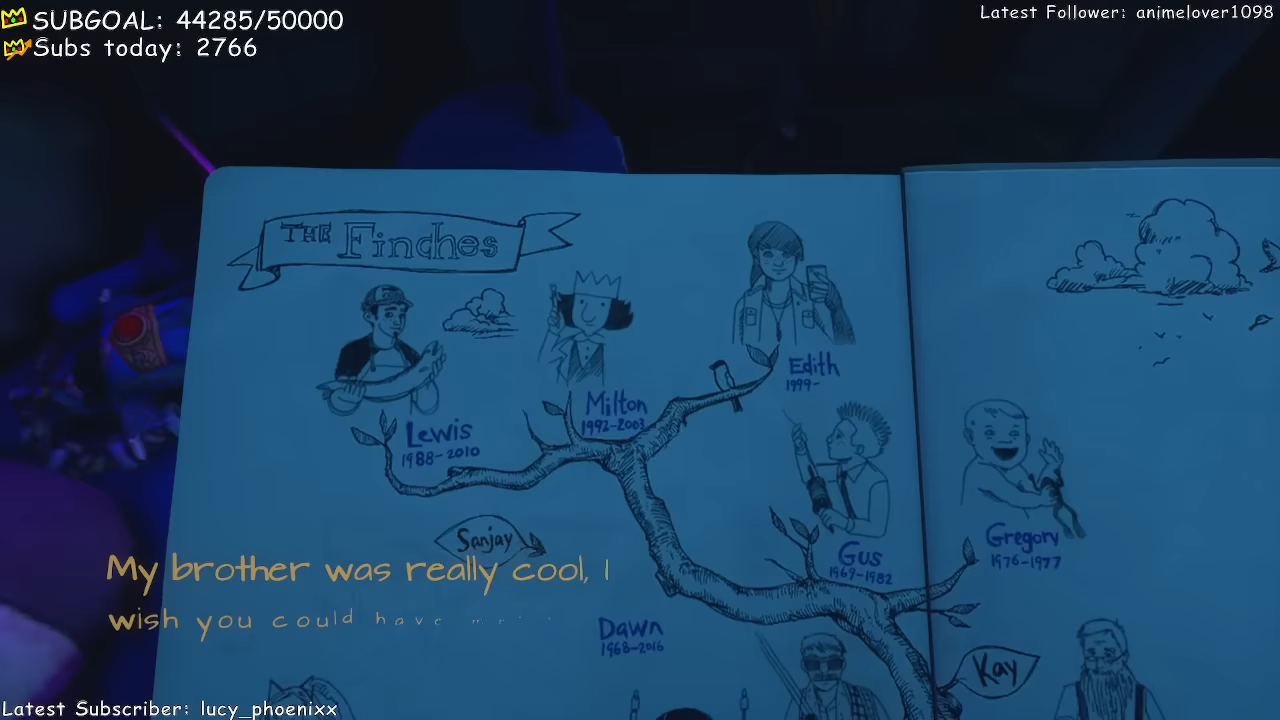 SUBGOAL: 44285/50000
Subs today: 2766
Latest Follower: animelover1098
THE Finches
Edith
1999-
Milton
1992-2003
Lewis
1988-2010
Sanjay
Gus
1969-1982
Gregory
1976-1977
My brother was really cool, I
wish you could have
Dawn
1968-2016
Kay
Latest Subscriber: lucy_phoenixx